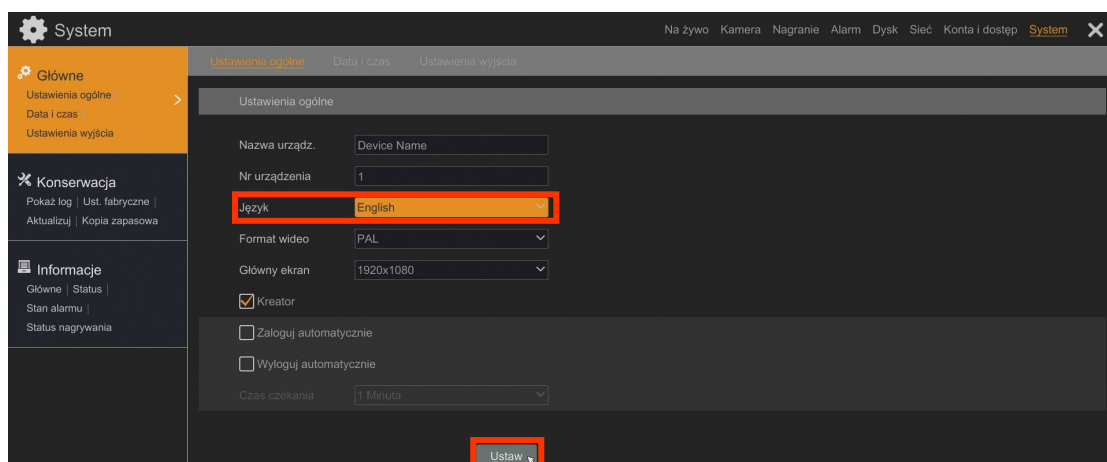 System
Na żywo Kamera Nagranie Alarm Dysk Sieć Konta i dostęp System
Główne
Ustawienia ogólne |
Data i czas |
Ustawienia wyjścia
Konserwacja
Pokaż log | Ust. fabryczne |
Aktualizuj | Kopia zapasowa
Informacje
Główne | Status |
Stan alarmu |
Status nagrywania
Ustawienia ogólne Data i czas Ustawienia wyjścia
Ustawienia ogólne
Nazwa urządz. Device Name
Nr urządzenia 1
Język English
Format wideo PAL
Główny ekran 1920x1080
Kreator
Zaloguj automatycznie
Wyloguj automatycznie
Czas czekania 1 Minuta
Ustaw